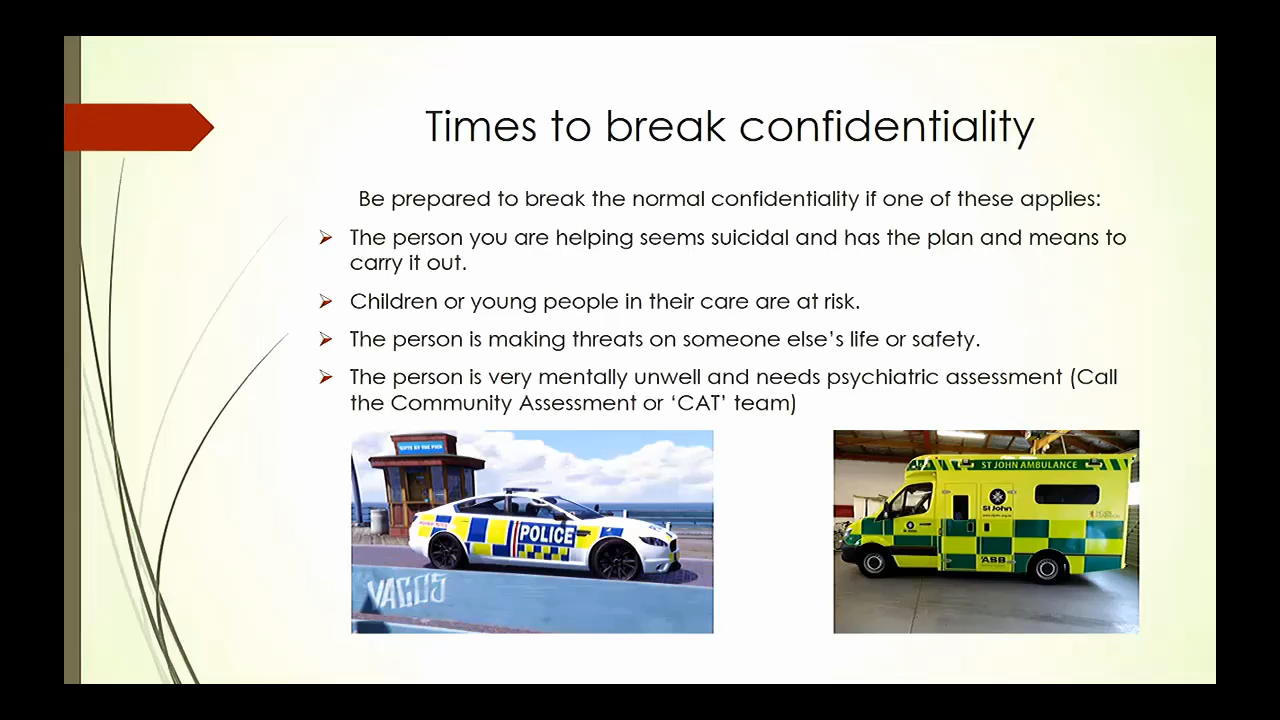 Times to break confidentiality
Be prepared to break the normal confidentiality if one of these applies:
The person you are helping seems suicidal and has the plan and means to
carry it out.
Children or young people in their care are at risk.
The person is making threats on someone else’s life or safety.
The person is very mentally unwell and needs psychiatric assessment (Call
the Community Assessment or ‘CAT’ team)
POLICE
VAGOS
ST JOHN AMBULANCE
St John
ABB